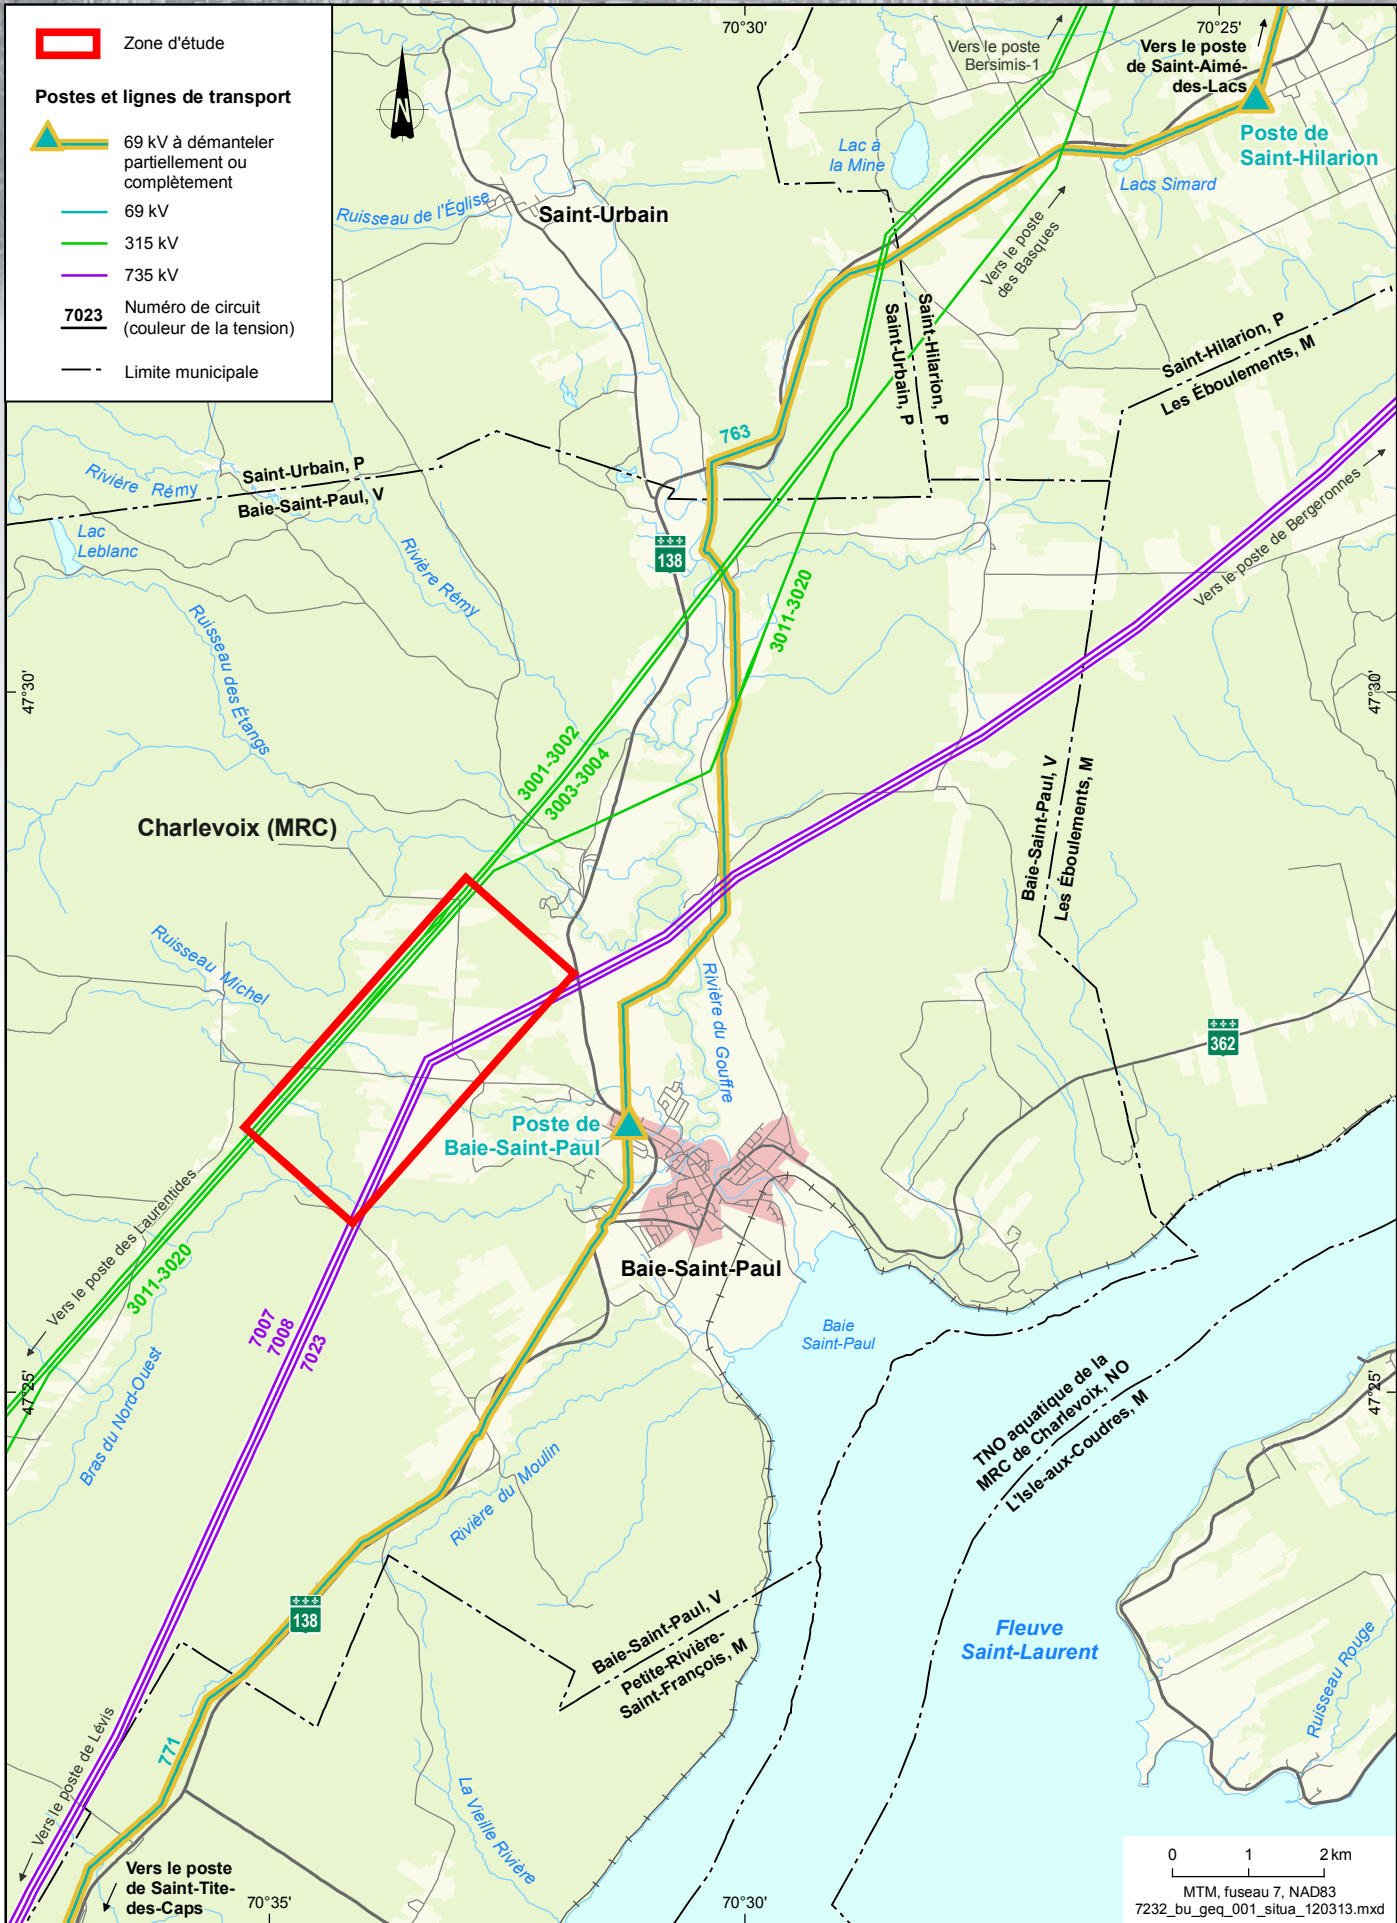 Zone d'étude
Postes et lignes de transport
69 kV à démanteler
partiellement ou
complètement
69 kV
315 kV
735 kV
7023
Numéro de circuit
(couleur de la tension)
Limite municipale
N
70°30'
70°25'
Vers le poste
Bersimis-1
Vers le poste
de Saint-Aimé-
des-Lacs
Poste de
Saint-Hilarion
Lac à
la Mine
Lacs Simard
Ruisseau de l'Église
Saint-Urbain
Vers le poste
des Basques
Saint-Hilarion, P
Saint-Urbain, P
Saint-Hilarion, P
Les Éboulements, M
763
Saint-Urbain, P
Baie-Saint-Paul, V
Rivière Rémy
Lac
Leblanc
Rivière Rémy
138
Vers le poste de Bergeronnes
3011-3020
Ruisseau des Étangs
47°30'
47°30'
3001-3002
3003-3004
Baie-Saint-Paul, V
Les Éboulements, M
Charlevoix (MRC)
Ruisseau Michel
Rivière du Gouffre
362
Poste de
Baie-Saint-Paul
Vers le poste des Laurentides
3011-3020
Baie-Saint-Paul
7007
7008
7023
Baie
Saint-Paul
47°25'
47°25'
Bras du Nord-Ouest
TNO aquatique de la
MRC de Charlevoix, NO
L'Isle-aux-Coudres, M
Rivière du Moulin
138
Baie-Saint-Paul, V
Petite-Rivière-
Saint-François, M
Fleuve
Saint-Laurent
Ruisseau Rouge
771
Vers le poste de Lévis
La Vieille Rivière
Vers le poste
de Saint-Tite-
des-Caps
70°35'
70°30'
0 1 2 km
MTM, fuseau 7, NAD83
7232_bu_geq_001_situa_120313.mxd